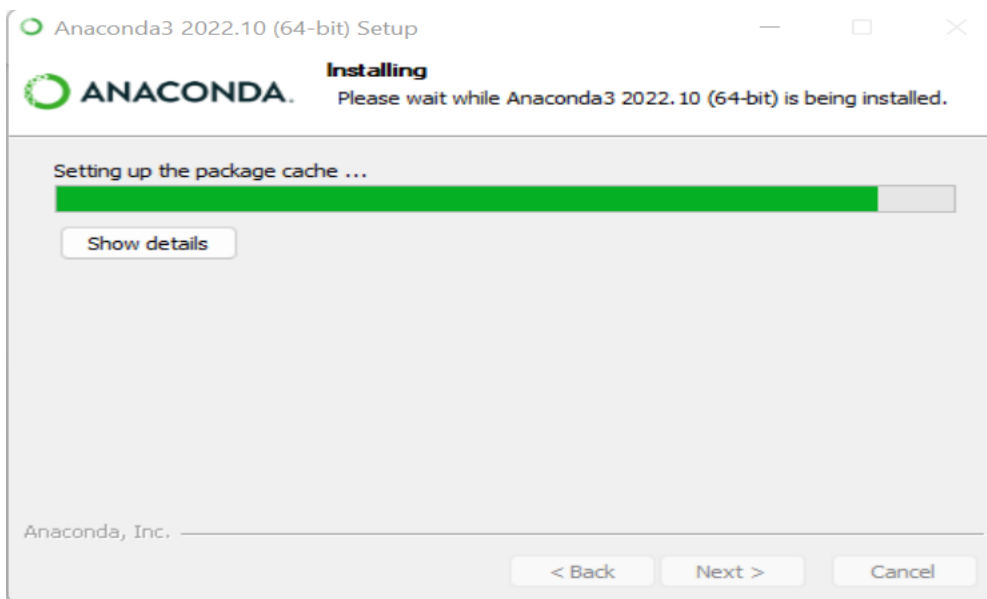 Anaconda3 2022.10 (64-bit) Setup
ANACONDA.
Installing
Please wait while Anaconda3 2022.10 (64-bit) is being installed.
Setting up the package cache ...
Show details
Anaconda, Inc.
< Back Next > Cancel